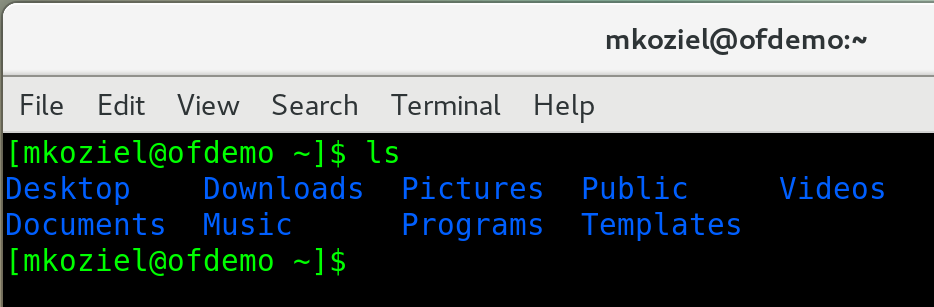 mkoziel@ofdemo:~
File Edit View Search Terminal Help
[mkoziel@ofdemo ~]$ ls
Desktop Downloads Pictures Public Videos
Documents Music Programs Templates
[mkoziel@ofdemo ~]$